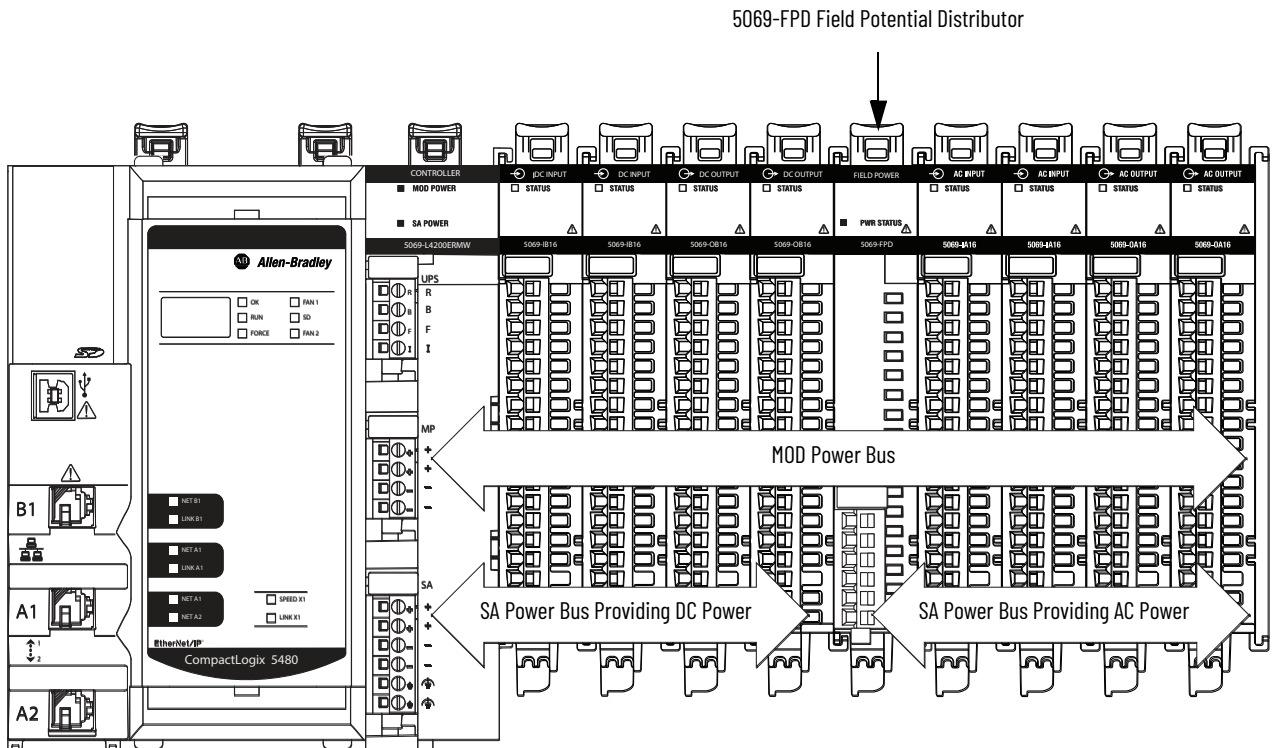 5069-FPD Field Potential Distributor
CONTROLLER
MOD POWER
SA POWER
5069-L4200ERMW
DC INPUT
STATUS
5069-IB16
DC INPUT
STATUS
5069-IB16
DC OUTPUT
STATUS
5069-OB16
DC OUTPUT
STATUS
5069-OB16
FIELD POWER
PWR STATUS
5069-FPD
AC INPUT
STATUS
5069-IA16
AC INPUT
STATUS
5069-IA16
AC OUTPUT
STATUS
5069-OA16
AC OUTPUT
STATUS
5069-OA16
AB Allen-Bradley
OK
FAN 1
RUN
SD
FORCE
FAN 2
SD
UPS
R R
B B
F F
I I
MP
+ +
+ +
- -
- -
MOD Power Bus
B1
NET B1
LINK B1
NET A1
LINK A1
A1
NET A1
NET A2
SPEED X1
LINK X1
1
2
EtherNet/IP
CompactLogix 5480
A2
SA
+ +
+ +
- -
- -
SA Power Bus Providing DC Power
SA Power Bus Providing AC Power